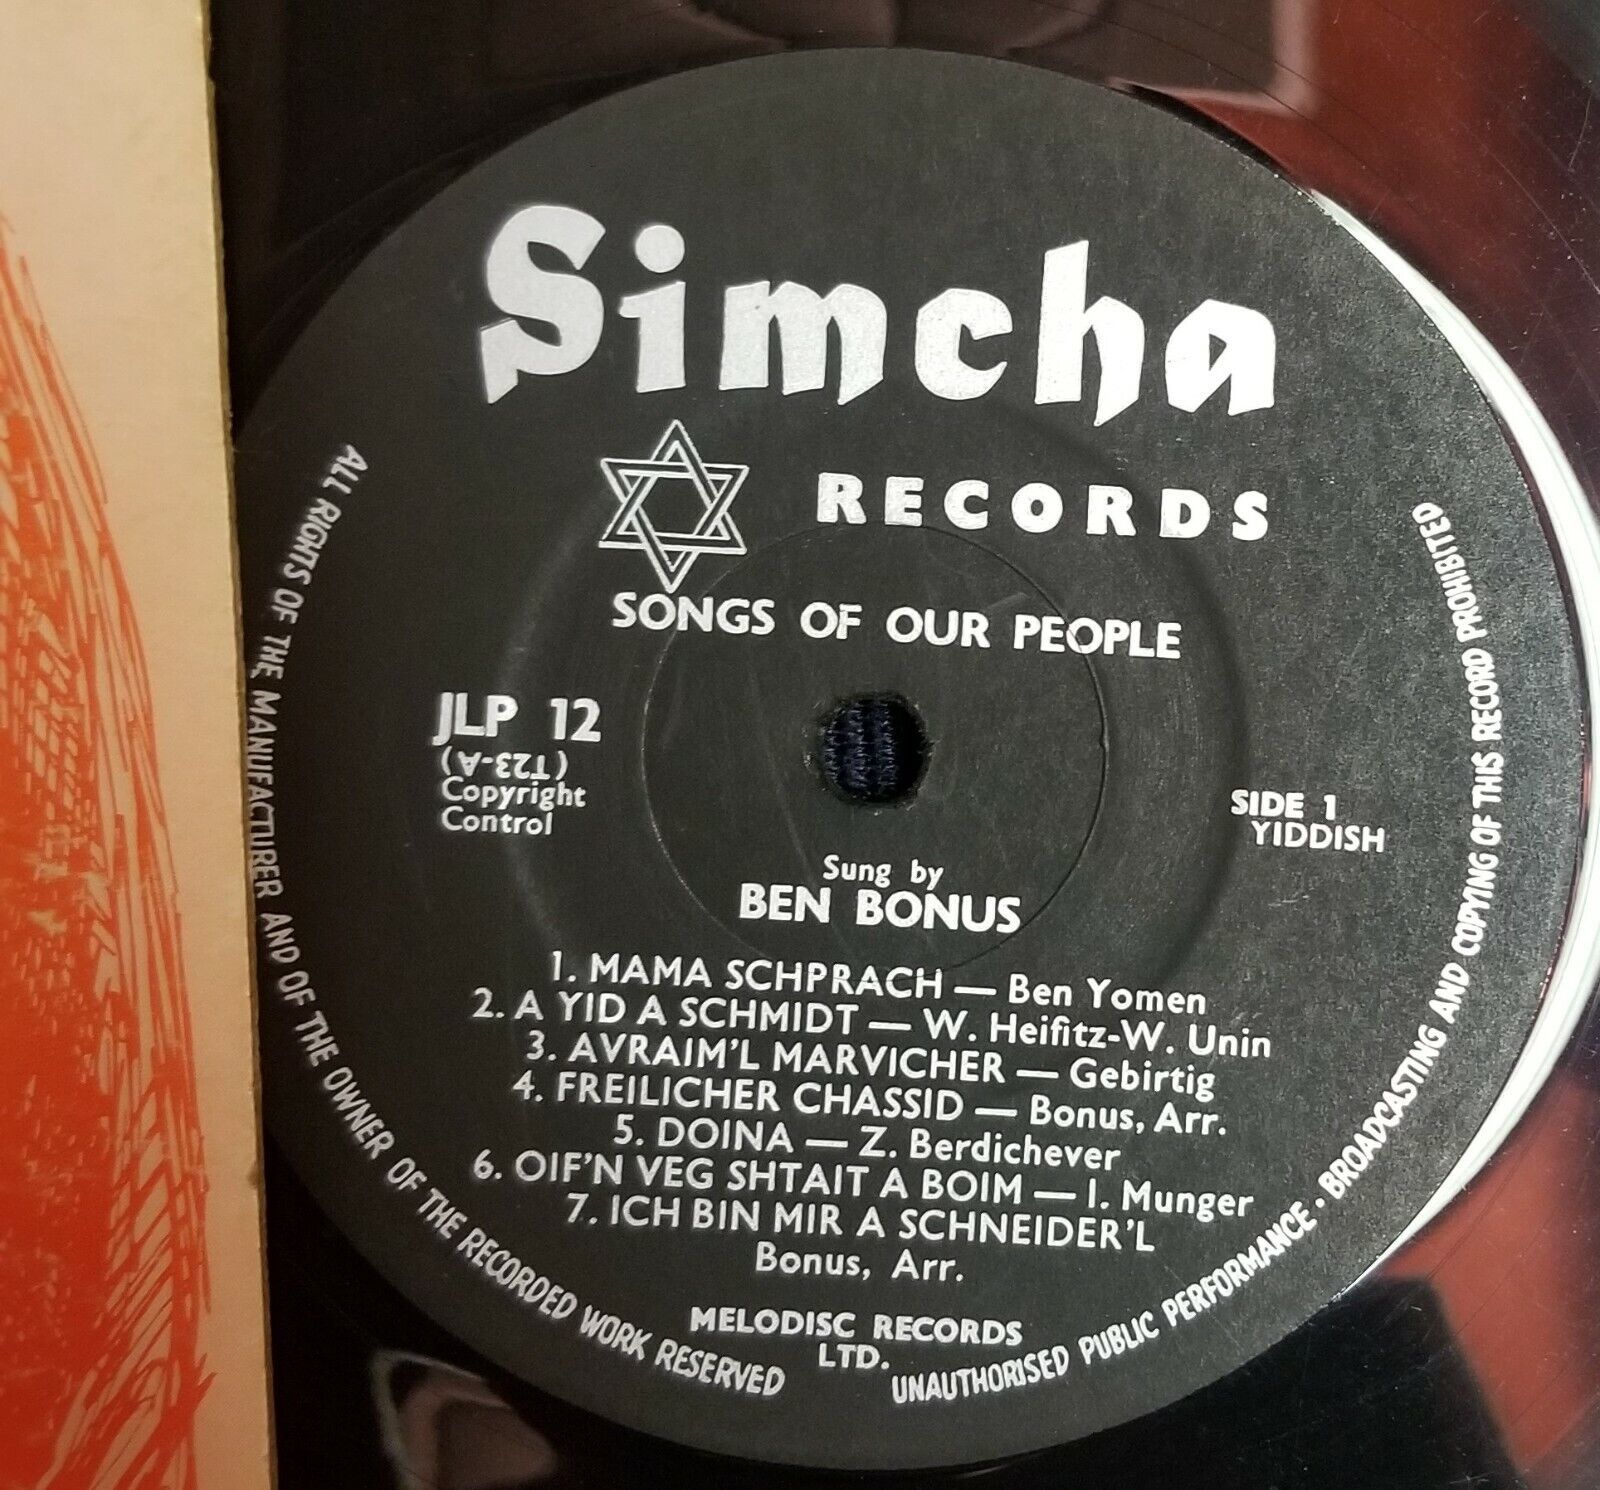 Simcha
RECORDS
SONGS OF OUR PEOPLE
JLP 12
(T23-A)
Copyright
Control
SIDE 1
YIDDISH
Sung by
BEN BONUS
1. MAMA SCHPRACH — Ben Yomen
2. A YID A SCHMIDT — W. Heifitz-W. Unin
3. AVRAIM'L MARVICHER — Gebirtig
4. FREILICHER CHASSID — Bonus, Arr.
5. DOINA — Z. Berdichever
6. OIF'N VEG SHTAIT A BOIM — I. Munger
7. ICH BIN MIR A SCHNEIDER'L
Bonus, Arr.
MELODISC RECORDS
LTD.
ALL RIGHTS OF THE MANUFACTURER AND OF THE OWNER OF THE RECORDED WORK RESERVED
UNAUTHORISED PUBLIC PERFORMANCE · BROADCASTING AND COPYING OF THIS RECORD PROHIBITED